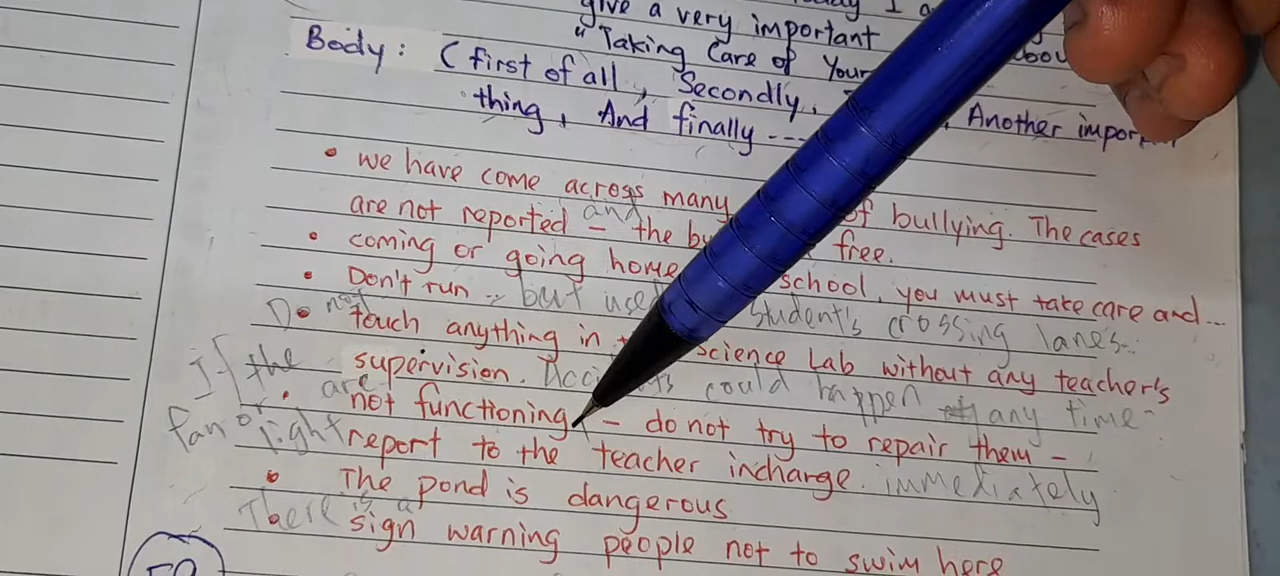 give a very important
"Taking Care of Your
Body: (first of all, Secondly, Another import
thing, And finally ---
• we have come across many of bullying. The cases
are not reported – and the free.
• coming or going home school, you must take care and...
• Don't run – but use student's crossing lanes.
Do not touch anything in science Lab without any teacher's
If the supervision. Accidents could happen any time
• are not functioning – do not try to repair them –
fan or light report to the teacher incharge. immediately
• The pond is dangerous
There is a sign warning people not to swim here